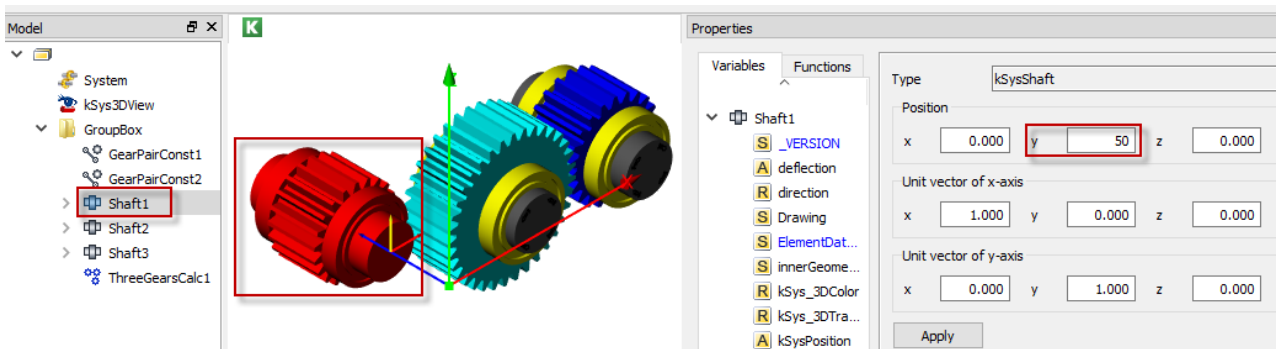 Model
System
kSys3DView
GroupBox
GearPairConst1
GearPairConst2
Shaft1
Shaft2
Shaft3
ThreeGearsCalc1
K
Properties
Variables Functions
Shaft1
S _VERSION
A deflection
R direction
S Drawing
S ElementDat...
S innerGeome...
R kSys_3DColor
R kSys_3DTra...
A kSysPosition
Type kSysShaft
Position
x 0.000 y 50 z 0.000
Unit vector of x-axis
x 1.000 y 0.000 z 0.000
Unit vector of y-axis
x 0.000 y 1.000 z 0.000
Apply